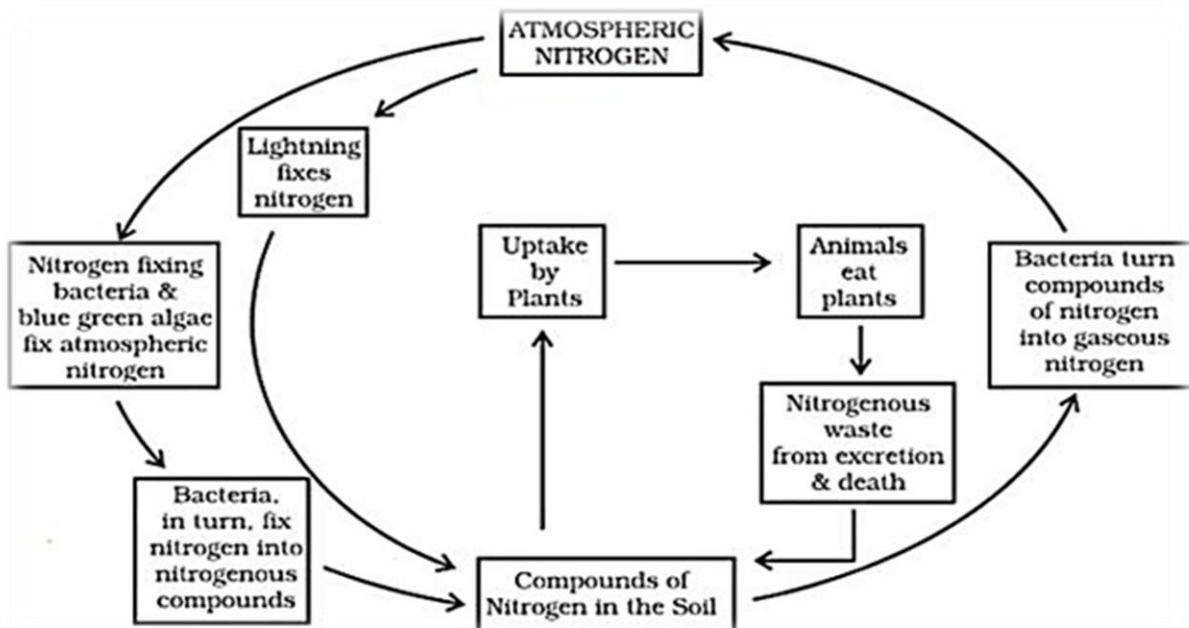 ATMOSPHERIC
NITROGEN
Lightning
fixes
nitrogen
Nitrogen fixing
bacteria &
blue green algae
fix atmospheric
nitrogen
Uptake
by
Plants
Animals
eat
plants
Bacteria turn
compounds
of nitrogen
into gaseous
nitrogen
Nitrogenous
waste
from excretion
& death
Bacteria,
in turn, fix
nitrogen into
nitrogenous
compounds
Compounds of
Nitrogen in the Soil